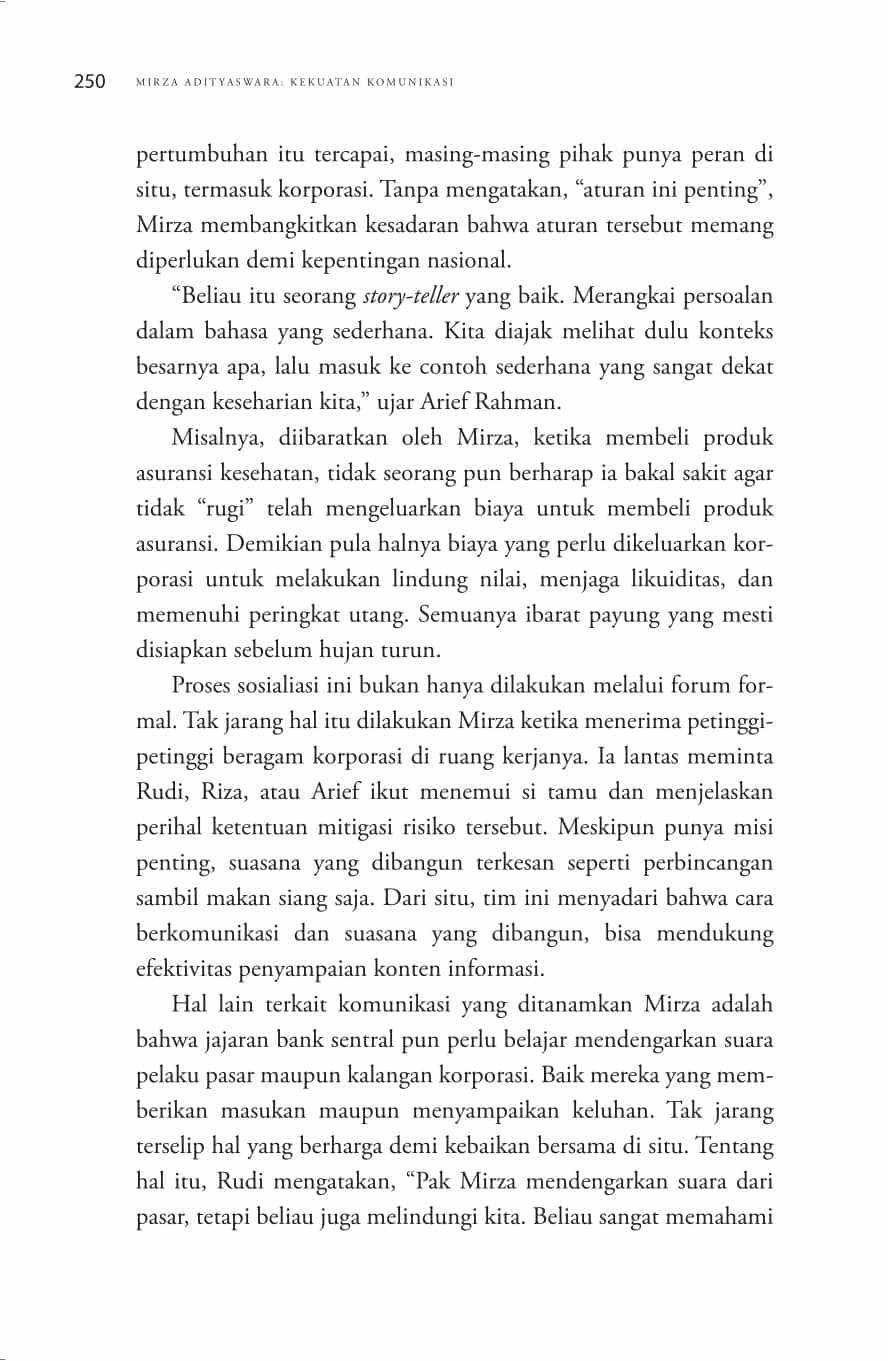 250 MIRZA ADITYASWARA: KEKUATAN KOMUNIKASI
pertumbuhan itu tercapai, masing-masing pihak punya peran di
situ, termasuk korporasi. Tanpa mengatakan, “aturan ini penting”,
Mirza membangkitkan kesadaran bahwa aturan tersebut memang
diperlukan demi kepentingan nasional.
“Beliau itu seorang story-teller yang baik. Merangkai persoalan
dalam bahasa yang sederhana. Kita diajak melihat dulu konteks
besarnya apa, lalu masuk ke contoh sederhana yang sangat dekat
dengan keseharian kita,” ujar Arief Rahman.
Misalnya, diibaratkan oleh Mirza, ketika membeli produk
asuransi kesehatan, tidak seorang pun berharap ia bakal sakit agar
tidak “rugi” telah mengeluarkan biaya untuk membeli produk
asuransi. Demikian pula halnya biaya yang perlu dikeluarkan kor-
porasi untuk melakukan lindung nilai, menjaga likuiditas, dan
memenuhi peringkat utang. Semuanya ibarat payung yang mesti
disiapkan sebelum hujan turun.
Proses sosialiasi ini bukan hanya dilakukan melalui forum for-
mal. Tak jarang hal itu dilakukan Mirza ketika menerima petinggi-
petinggi beragam korporasi di ruang kerjanya. Ia lantas meminta
Rudi, Riza, atau Arief ikut menemui si tamu dan menjelaskan
perihal ketentuan mitigasi risiko tersebut. Meskipun punya misi
penting, suasana yang dibangun terkesan seperti perbincangan
sambil makan siang saja. Dari situ, tim ini menyadari bahwa cara
berkomunikasi dan suasana yang dibangun, bisa mendukung
efektivitas penyampaian konten informasi.
Hal lain terkait komunikasi yang ditanamkan Mirza adalah
bahwa jajaran bank sentral pun perlu belajar mendengarkan suara
pelaku pasar maupun kalangan korporasi. Baik mereka yang mem-
berikan masukan maupun menyampaikan keluhan. Tak jarang
terselip hal yang berharga demi kebaikan bersama di situ. Tentang
hal itu, Rudi mengatakan, “Pak Mirza mendengarkan suara dari
pasar, tetapi beliau juga melindungi kita. Beliau sangat memahami